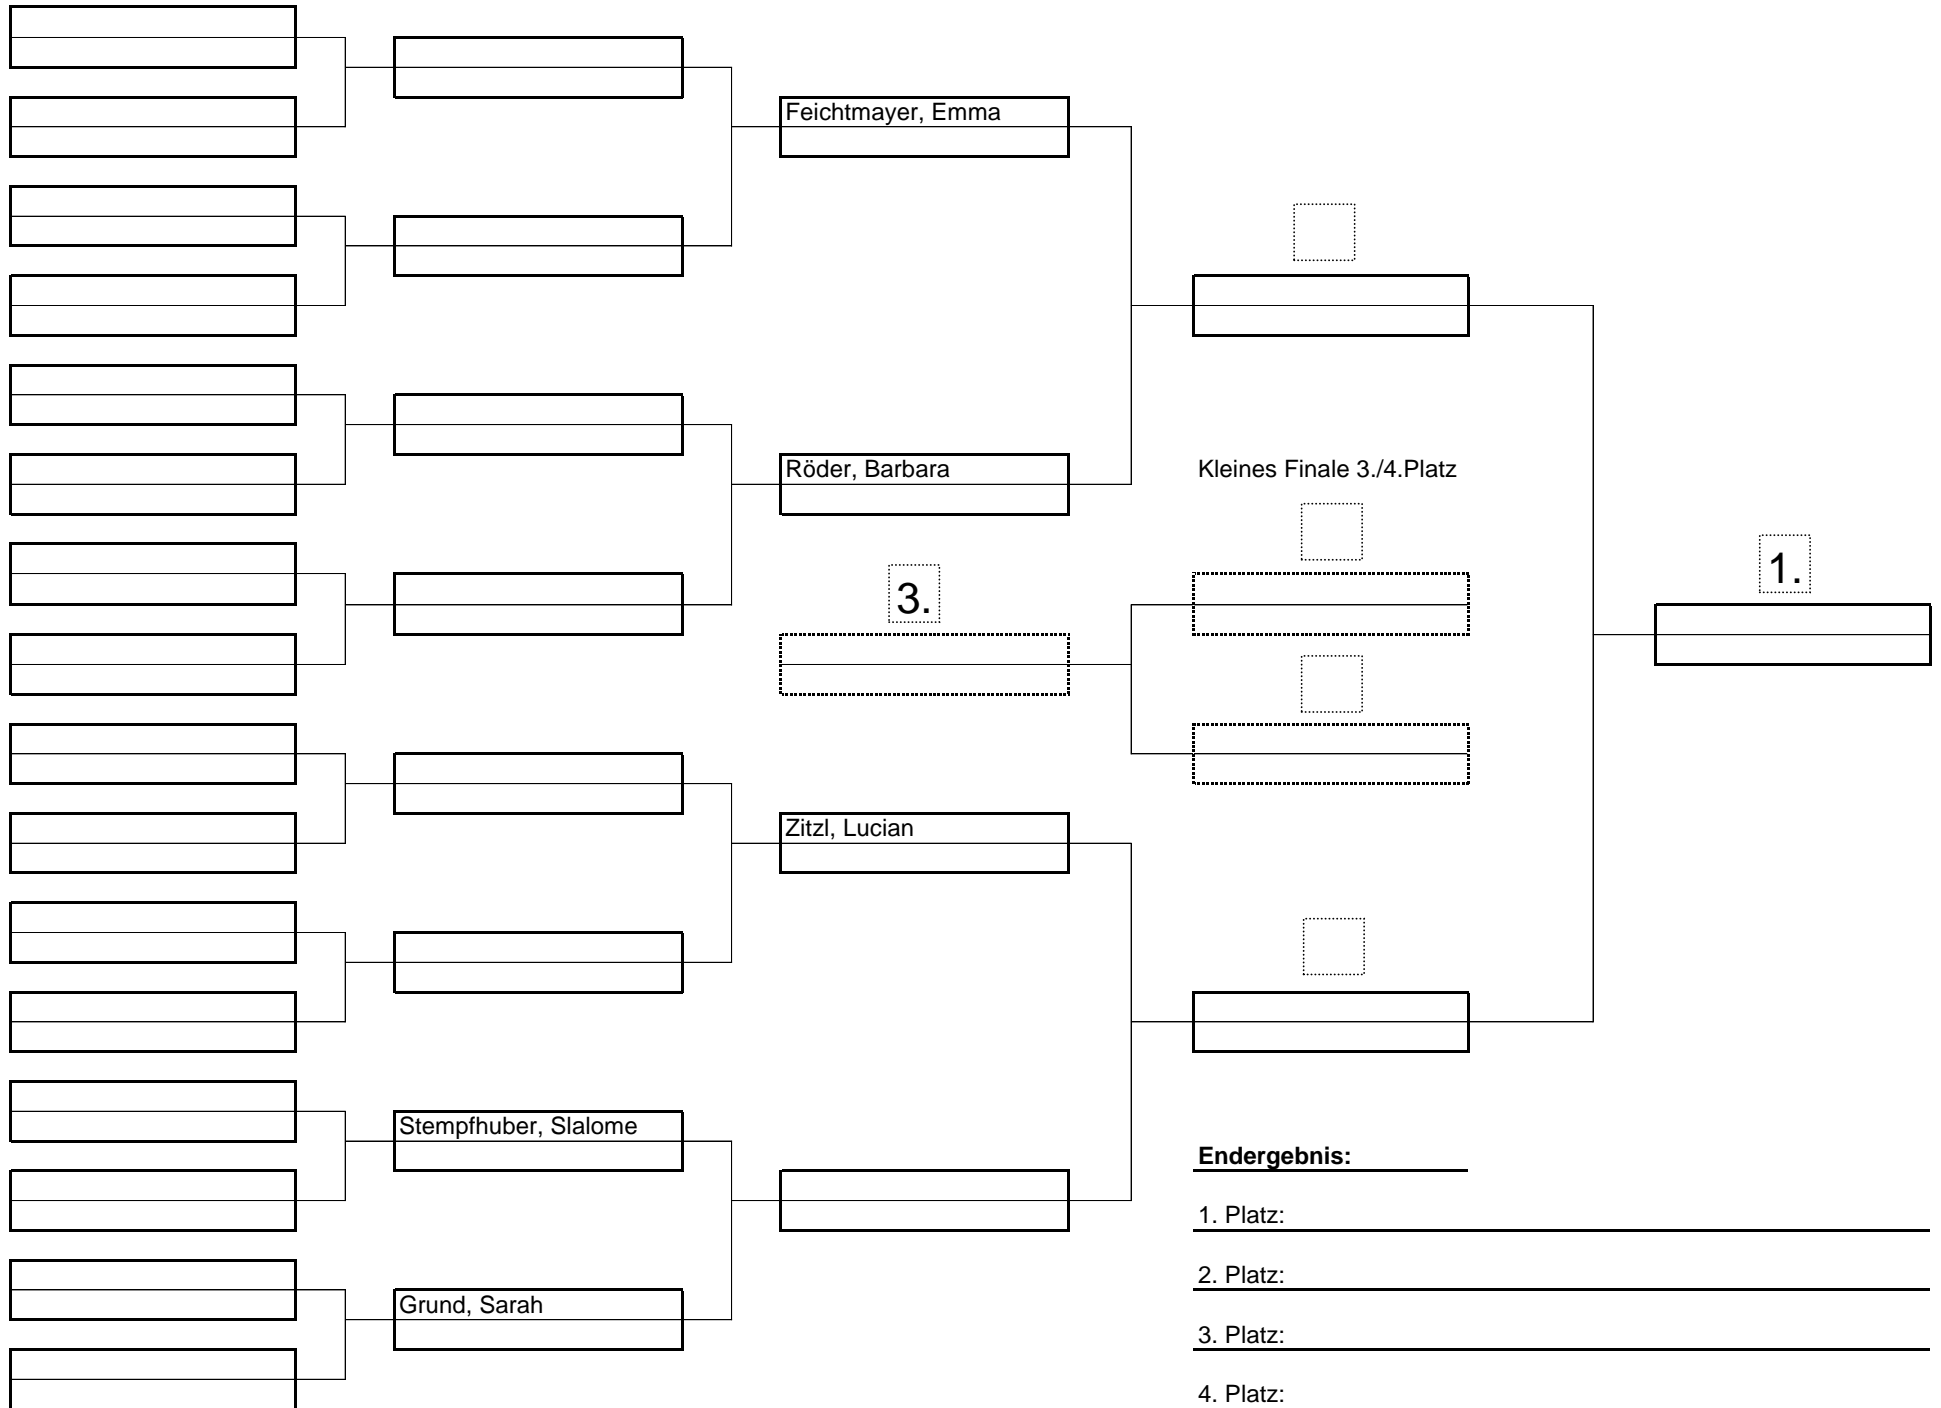 Feichtmayer, Emma
Röder, Barbara
Kleines Finale 3./4.Platz
1.
3.
Zitzl, Lucian
Stempfhuber, Slalome
Endergebnis:
1. Platz:
2. Platz:
Grund, Sarah
3. Platz:
4. Platz: